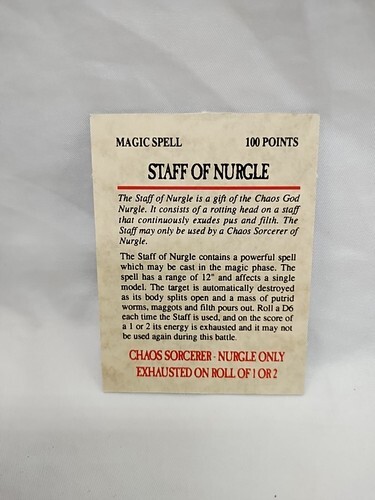 MAGIC SPELL 100 POINTS
STAFF OF NURGLE
The Staff of Nurgle is a gift of the Chaos God
Nurgle. It consists of a rotting head on a staff
that continuously exudes pus and filth. The
Staff may only be used by a Chaos Sorcerer of
Nurgle.
The Staff of Nurgle contains a powerful spell
which may be cast in the magic phase. The
spell has a range of 12" and affects a single
model. The target is automatically destroyed
as its body splits open and a mass of putrid
worms, maggots and filth pours out. Roll a D6
each time the Staff is used, and on the score of
a 1 or 2 its energy is exhausted and it may not
be used again during this battle.
CHAOS SORCERER · NURGLE ONLY
EXHAUSTED ON ROLL OF 1 OR 2